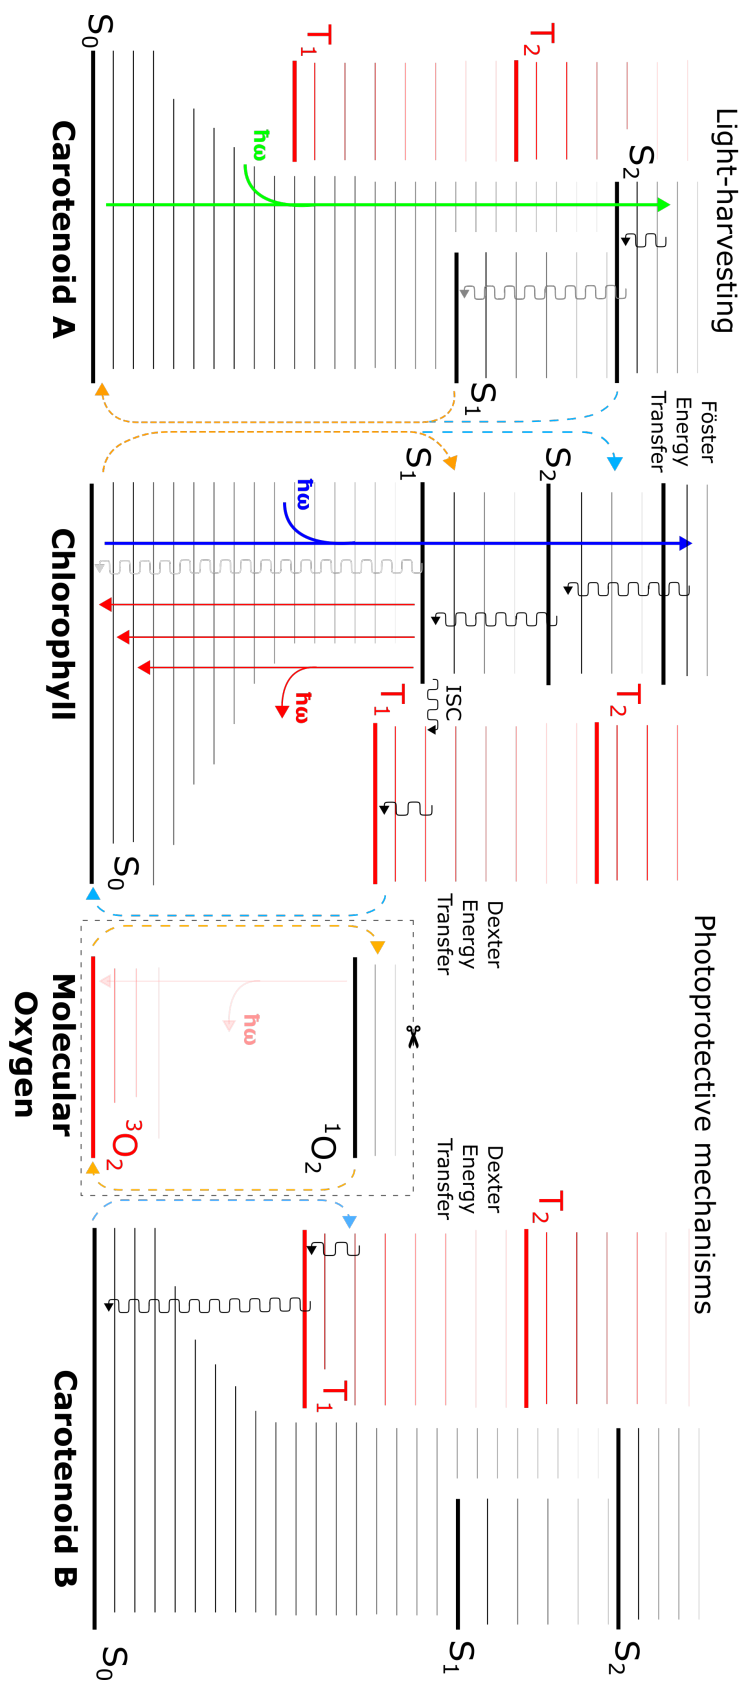 Light-harvesting
Photoprotective mechanisms
T₂
T₁
S₂
S₁
S₀
ħω
Carotenoid A
Föster
Energy
Transfer
S₂
S₁
ħω
ħω
ISC
T₂
T₁
S₀
Chlorophyll
Dexter
Energy
Transfer
ħω
¹O₂
³O₂
Molecular
Oxygen
Dexter
Energy
Transfer
T₂
T₁
S₂
S₁
S₀
Carotenoid B